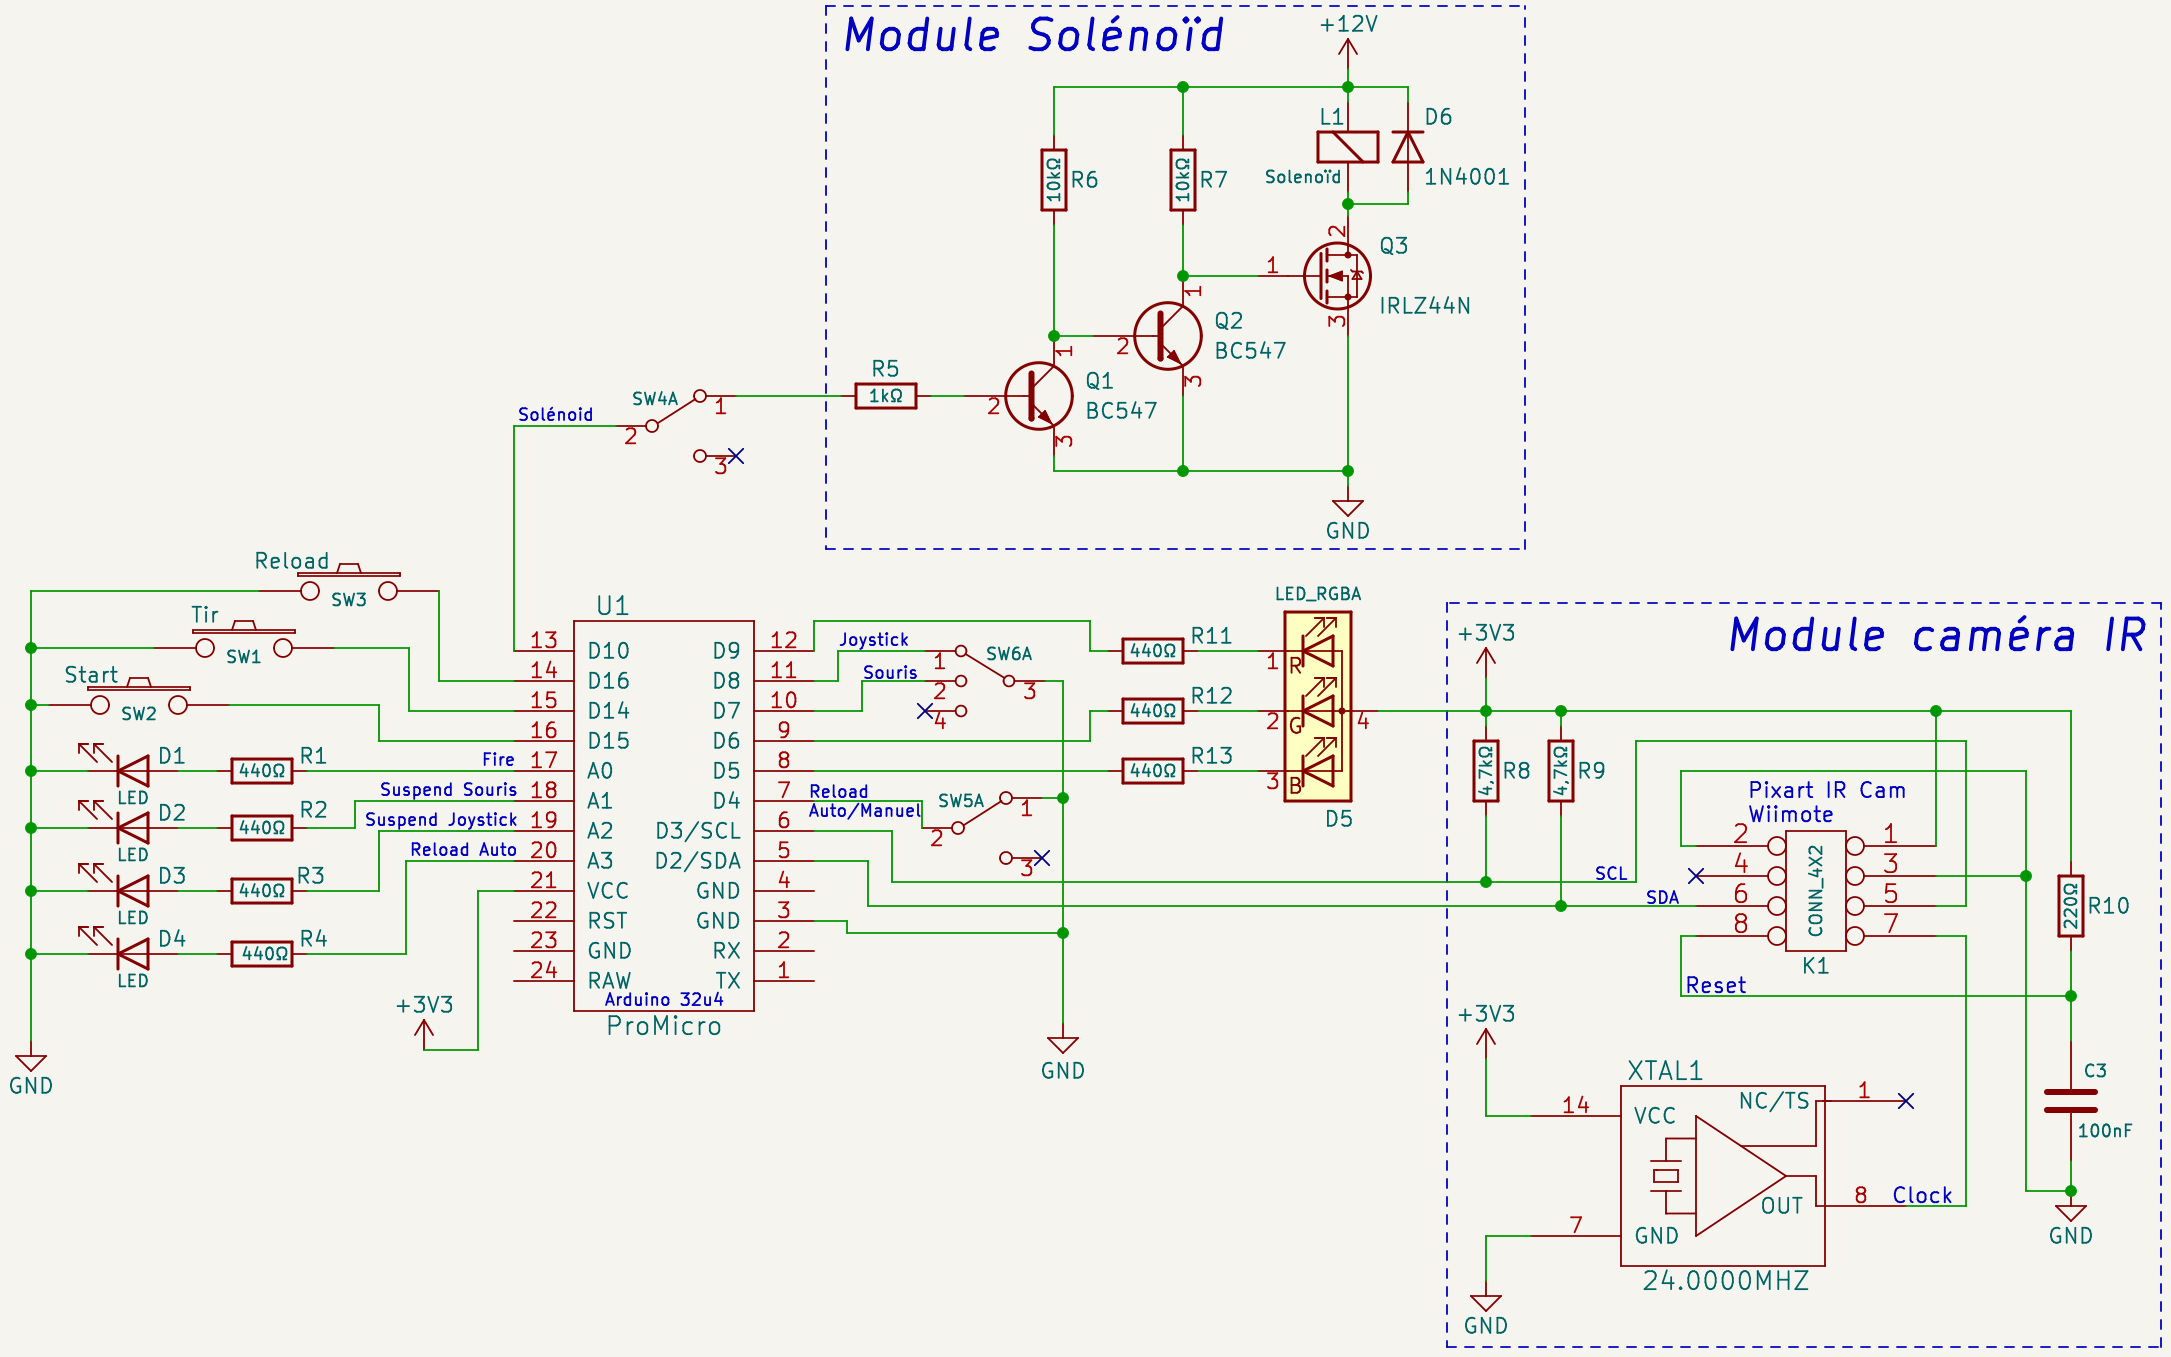 Module Solénoïd
+12V
L1
D6
Solenoïd
1N4001
10kΩ
R6
10kΩ
R7
2
Q3
1
IRLZ44N
3
1
Q2
2
BC547
3
R5
1kΩ
1
Q1
2
BC547
3
GND
SW4A
Solénoid
1
2
3
Reload
SW3
Tir
SW1
Start
SW2
D1
R1
440Ω
LED
Fire
D2
R2
440Ω
LED
Suspend Souris
D3
R3
440Ω
LED
Suspend Joystick
D4
R4
440Ω
LED
Reload Auto
+3V3
GND
U1
13 D10 D9 12
14 D16 D8 11
15 D14 D7 10
16 D15 D6 9
17 A0 D5 8
18 A1 D4 7
19 A2 D3/SCL 6
20 A3 D2/SDA 5
21 VCC GND 4
22 RST GND 3
23 GND RX 2
24 RAW TX 1
Arduino 32u4
ProMicro
Joystick
SW6A
1
Souris
2
3
4
Reload
Auto/Manuel
SW5A
1
2
3
GND
LED_RGBA
R11
440Ω
1 R
R12
440Ω
2 G 4
R13
440Ω
3 B
D5
Module caméra IR
+3V3
4,7kΩ
R8
4,7kΩ
R9
Pixart IR Cam
Wiimote
2 1
4 3
6 5
8 7
CONN_4X2
K1
SCL
SDA
Reset
220Ω
R10
+3V3
XTAL1
14 VCC
NC/TS 1
OUT 8
Clock
7 GND
24.0000MHZ
GND
C3
100nF
GND